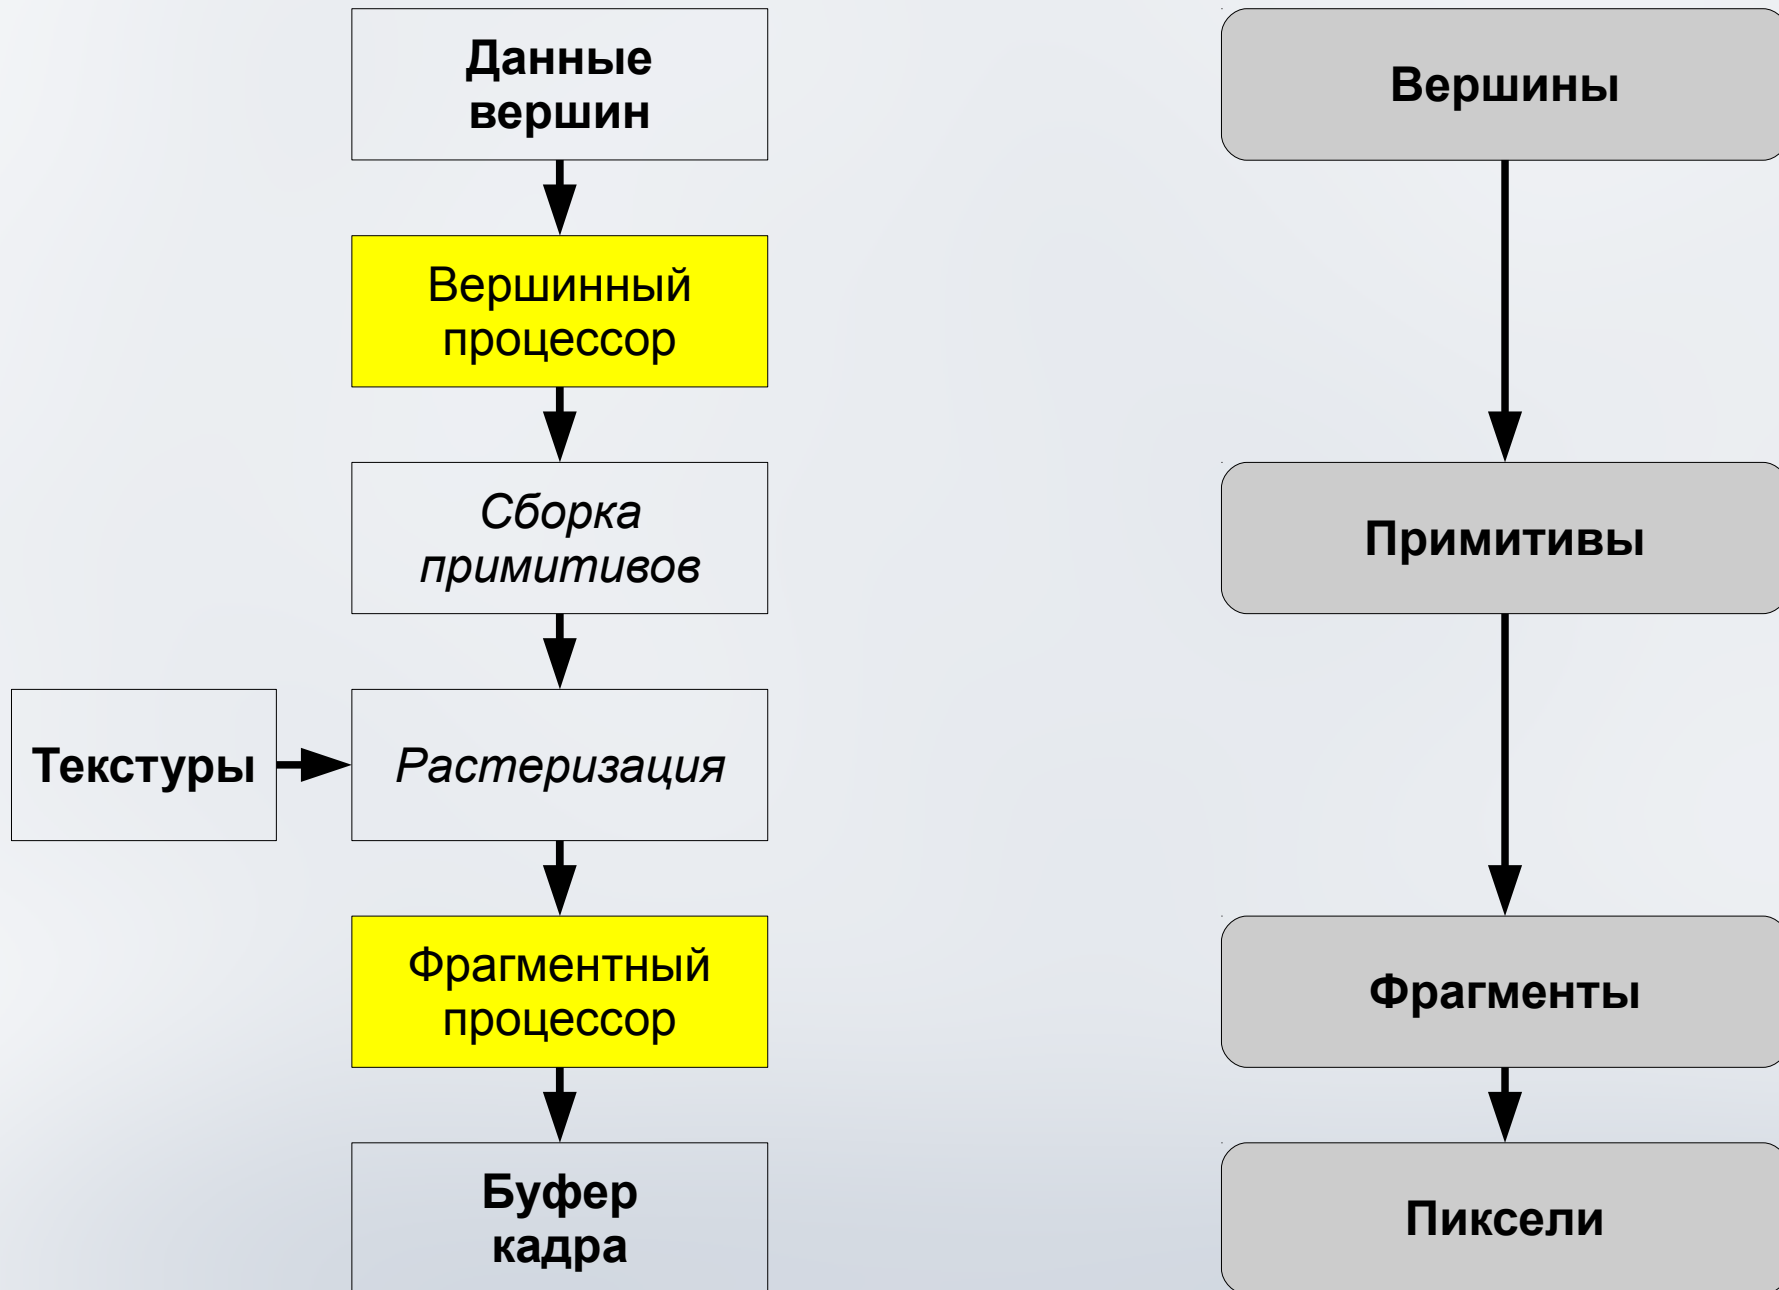 Данные
вершин
Вершины
Вершинный
процессор
Сборка
примитивов
Примитивы
Текстуры
Растеризация
Фрагментный
процессор
Фрагменты
Буфер
кадра
Пиксели